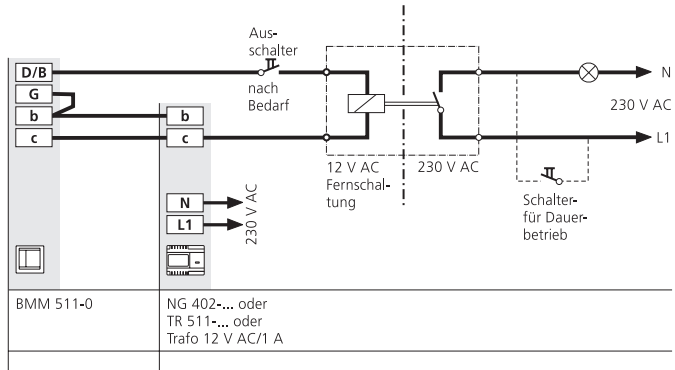 Aus-
schalter
D/B
N
G
nach
Bedarf
230 V AC
b
b
c
c
L1
12 V AC
Fernschal-
tung
230 V AC
N
L1
230 V AC
Schalter-
für Dauer-
betrieb
BMM 511-0
NG 402-... oder
TR 511-... oder
Trafo 12 V AC/1 A